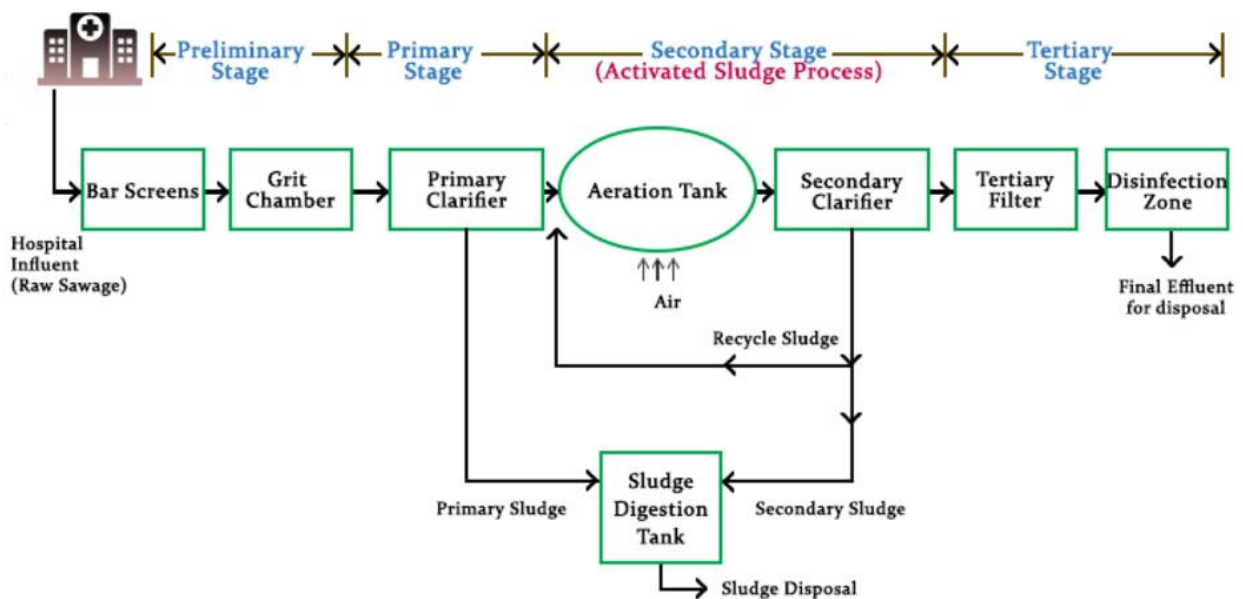 Preliminary
Stage
Primary
Stage
Secondary Stage
(Activated Sludge Process)
Tertiary
Stage
Bar Screens
Grit
Chamber
Primary
Clarifier
Aeration Tank
Secondary
Clarifier
Tertiary
Filter
Disinfection
Zone
Hospital
Influent
(Raw Sawage)
Air
Final Effluent
for disposal
Recycle Sludge
Sludge
Digestion
Tank
Primary Sludge
Secondary Sludge
Sludge Disposal